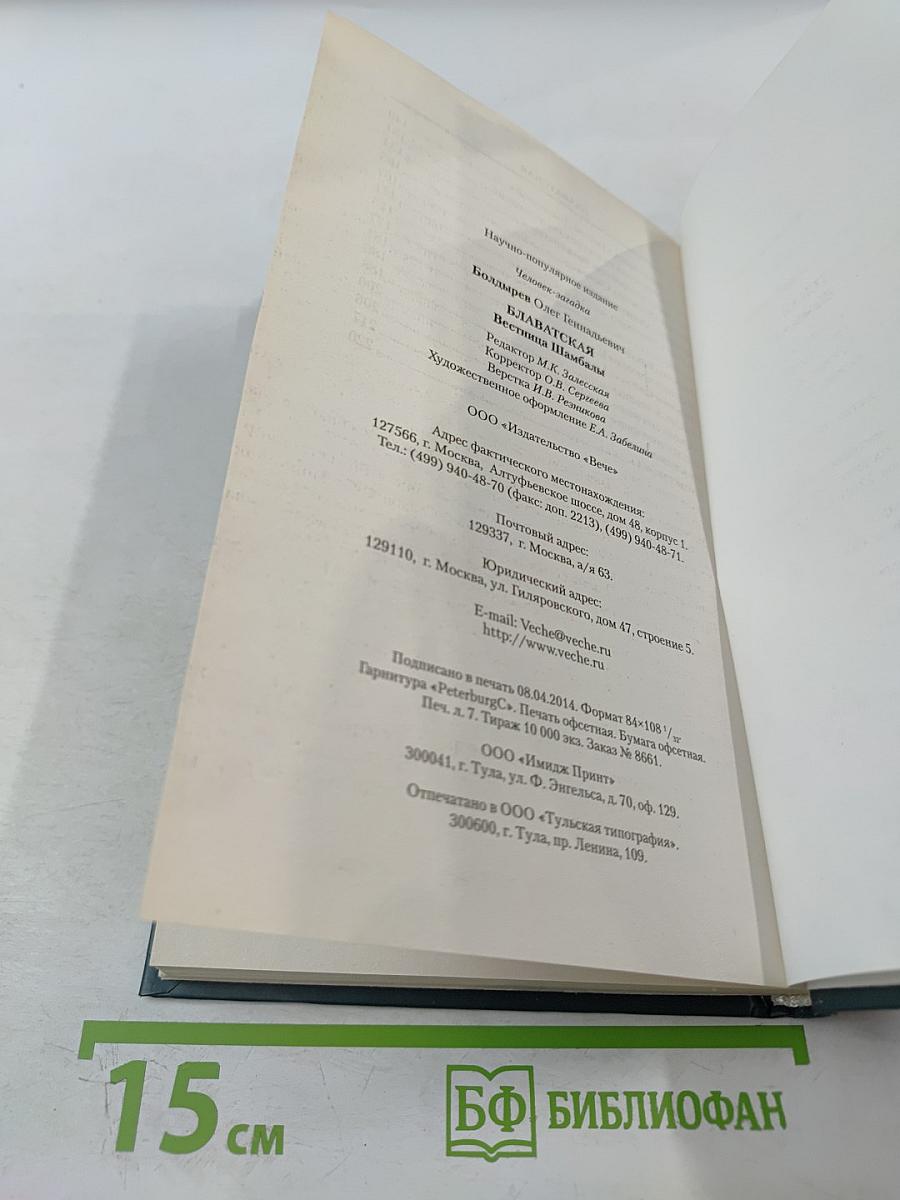 Научно-популярное издание
Человек-загадка
Болдырев Олег Геннадьевич
БЛАВАТСКАЯ
Вестница Шамбалы
Редактор М.К. Залесская
Корректор О.В. Сергеева
Верстка И.В. Резникова
Художественное оформление Е.А. Забелина
ООО «Издательство «Вече»
Адрес фактического местонахождения:
127566, г. Москва, Алтуфьевское шоссе, дом 48, корпус 1.
Тел.: (499) 940-48-70 (факс: доп. 2213), (499) 940-48-71.
Почтовый адрес:
129337, г. Москва, а/я 63.
Юридический адрес:
129110, г. Москва, ул. Гиляровского, дом 47, строение 5.
E-mail: Veche@veche.ru
http://www.veche.ru
Подписано в печать 08.04.2014. Формат 84×108 1/32.
Гарнитура «PeterburgC». Печать офсетная. Бумага офсетная.
Печ. л. 7. Тираж 10 000 экз. Заказ № 8661.
ООО «Имидж Принт»
300041, г. Тула, ул. Ф. Энгельса, д. 70, оф. 129.
Отпечатано в ООО «Тульская типография».
300600, г. Тула, пр. Ленина, 109.
15 см
БФ БИБЛИОФАН